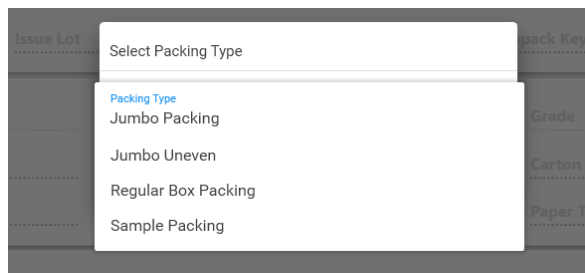 Issue Lot
Select Packing Type
pack Key
Packing Type
Jumbo Packing
Grade
Jumbo Uneven
Carton
Regular Box Packing
Paper T
Sample Packing